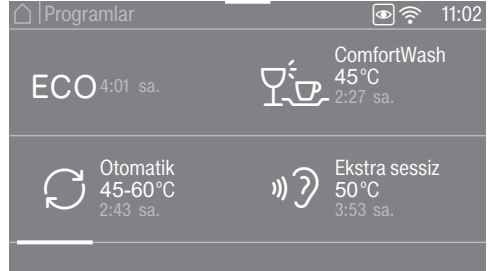 Programlar 11:02
ECO 4:01 sa.
ComfortWash
45°C
2:27 sa.
Otomatik
45-60°C
2:43 sa.
Ekstra sessiz
50°C
3:53 sa.